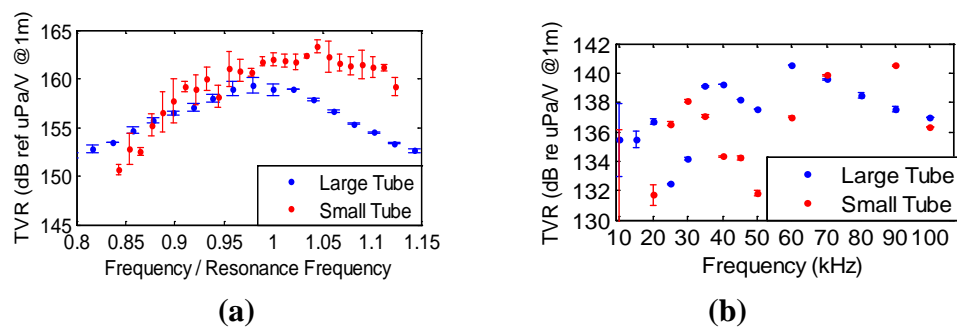 TVR (dB ref uPa/V @1m)
165
160
155
150
145
0.8 0.85 0.9 0.95 1 1.05 1.1 1.15
Frequency / Resonance Frequency
Large Tube
Small Tube
(a)
TVR (dB re uPa/V @1m)
142
140
138
136
134
132
130
10 20 30 40 50 60 70 80 90 100
Frequency (kHz)
Large Tube
Small Tube
(b)